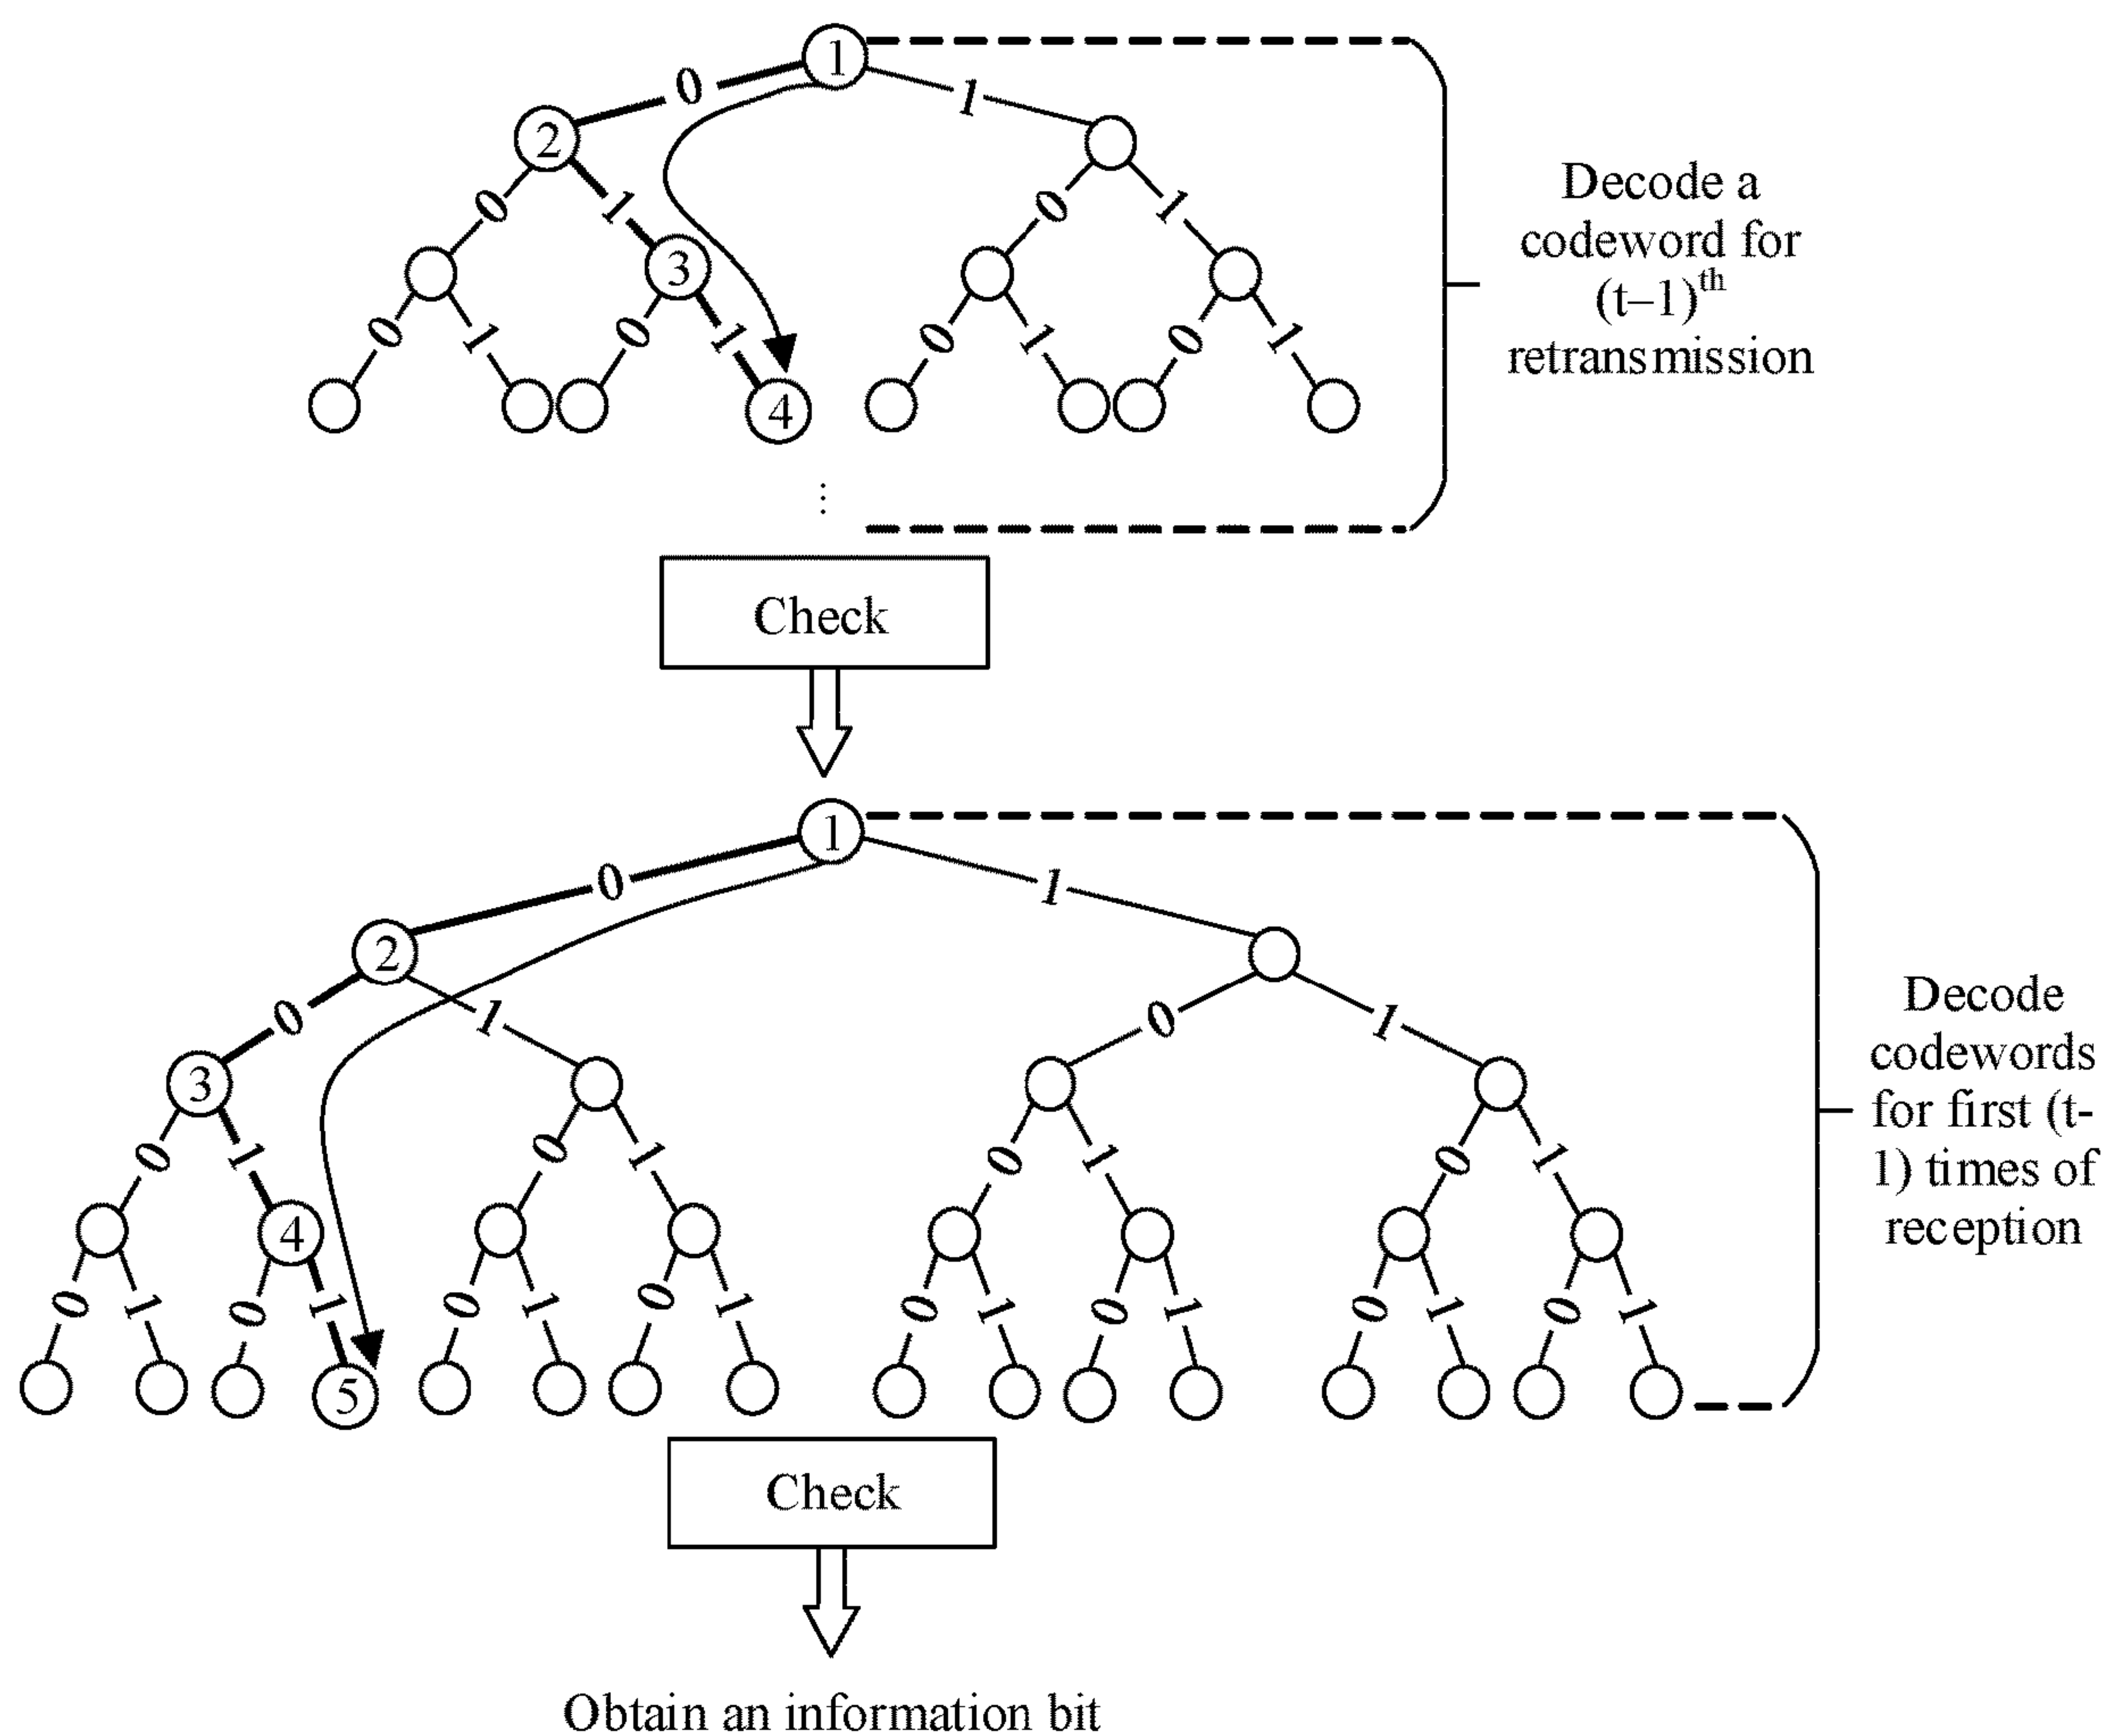 1
0 1
2
0 1 0 1
3
0 1 0 1 0 1 0 1
4
Decode a
codeword for
(t–1)th
retransmission
⋮
Check
1
0 1
2
0 1 0 1
3
0 1 0 1 0 1 0 1
4
0 1 0 1 0 1 0 1 0 1 0 1 0 1 0 1
5
Decode
codewords
for first (t-
1) times of
reception
Check
Obtain an information bit